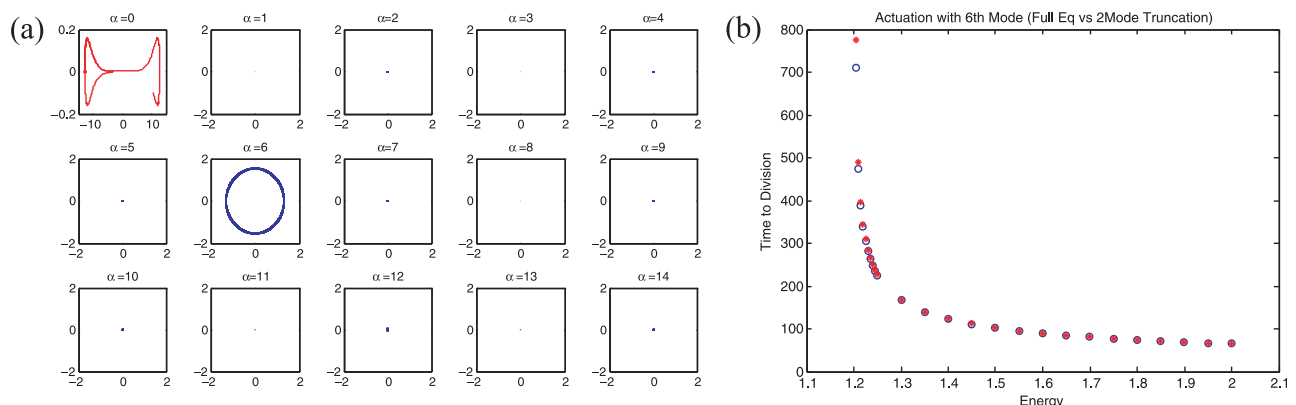 (a)
α=0
α=1
α=2
α=3
α=4
0.2
0
−0.2
−10 0 10
2
0
−2
−2 0 2
2
0
−2
−2 0 2
2
0
−2
−2 0 2
2
0
−2
−2 0 2
α=5
α=6
α=7
α=8
α=9
2
0
−2
−2 0 2
2
0
−2
−2 0 2
2
0
−2
−2 0 2
2
0
−2
−2 0 2
2
0
−2
−2 0 2
α=10
α=11
α=12
α=13
α=14
2
0
−2
−2 0 2
2
0
−2
−2 0 2
2
0
−2
−2 0 2
2
0
−2
−2 0 2
2
0
−2
−2 0 2
(b)
Actuation with 6th Mode (Full Eq vs 2Mode Truncation)
Time to Division
800
700
600
500
400
300
200
100
0
1.1 1.2 1.3 1.4 1.5 1.6 1.7 1.8 1.9 2 2.1
Energy